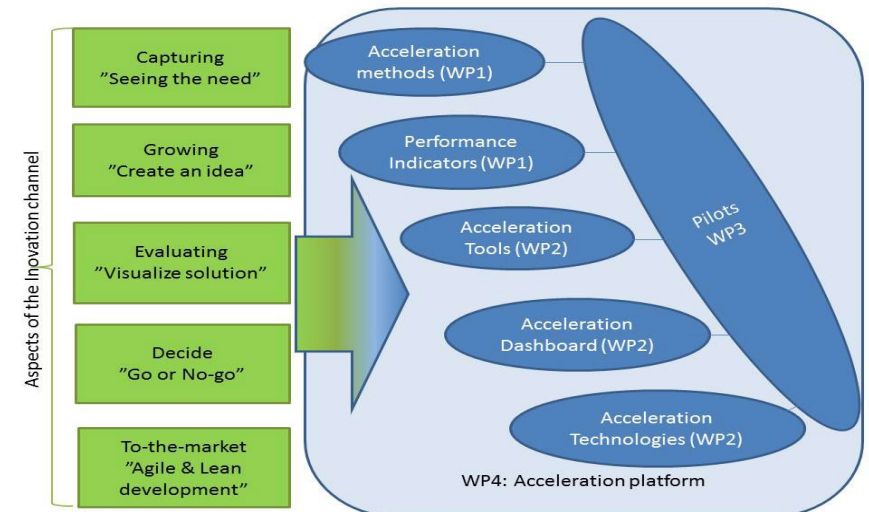 Aspects of the Inovation channel
Capturing
”Seeing the need”
Growing
”Create an idea”
Evaluating
”Visualize solution”
Decide
”Go or No-go”
To-the-market
”Agile & Lean
development”
Acceleration
methods (WP1)
Performance
Indicators (WP1)
Acceleration
Tools (WP2)
Acceleration
Dashboard (WP2)
Acceleration
Technologies (WP2)
Pilots
WP3
WP4: Acceleration platform